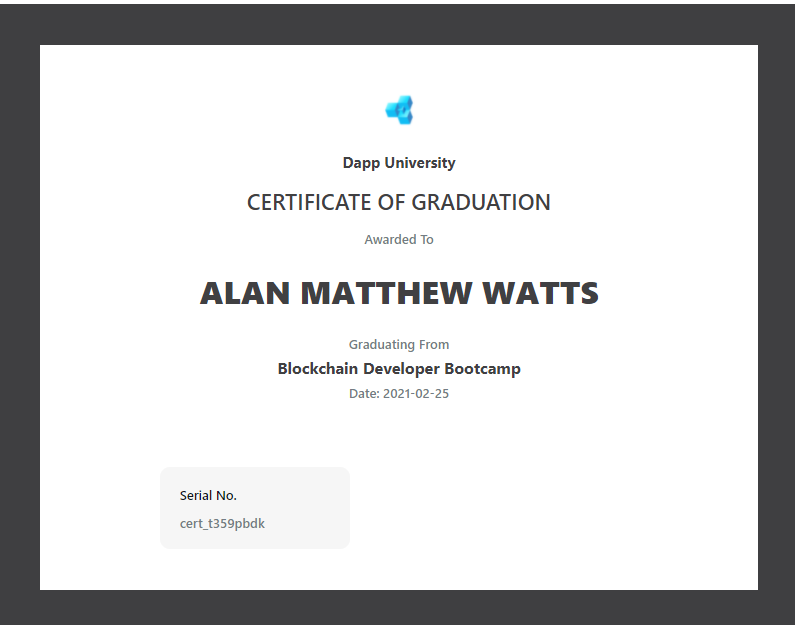 Dapp University
CERTIFICATE OF GRADUATION
Awarded To
ALAN MATTHEW WATTS
Graduating From
Blockchain Developer Bootcamp
Date: 2021-02-25
Serial No.
cert_t359pbdk